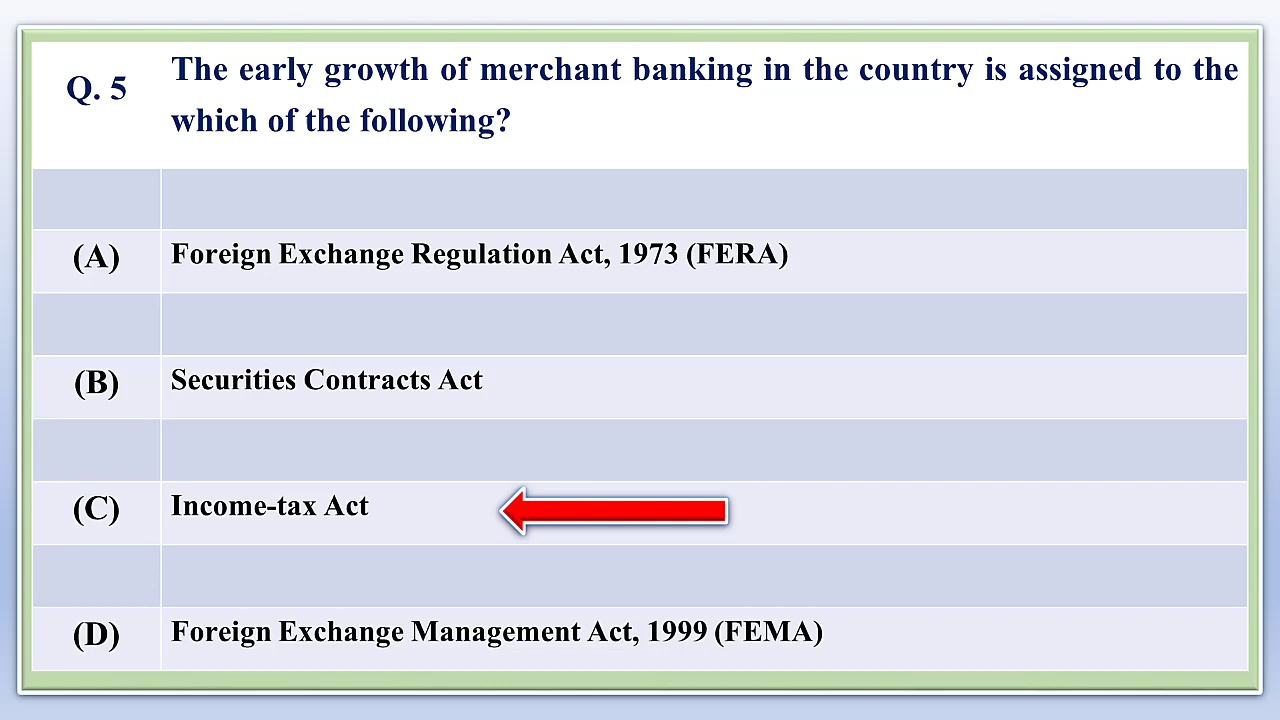 Q. 5
The early growth of merchant banking in the country is assigned to the
which of the following?
(A) Foreign Exchange Regulation Act, 1973 (FERA)
(B) Securities Contracts Act
(C) Income-tax Act
(D) Foreign Exchange Management Act, 1999 (FEMA)